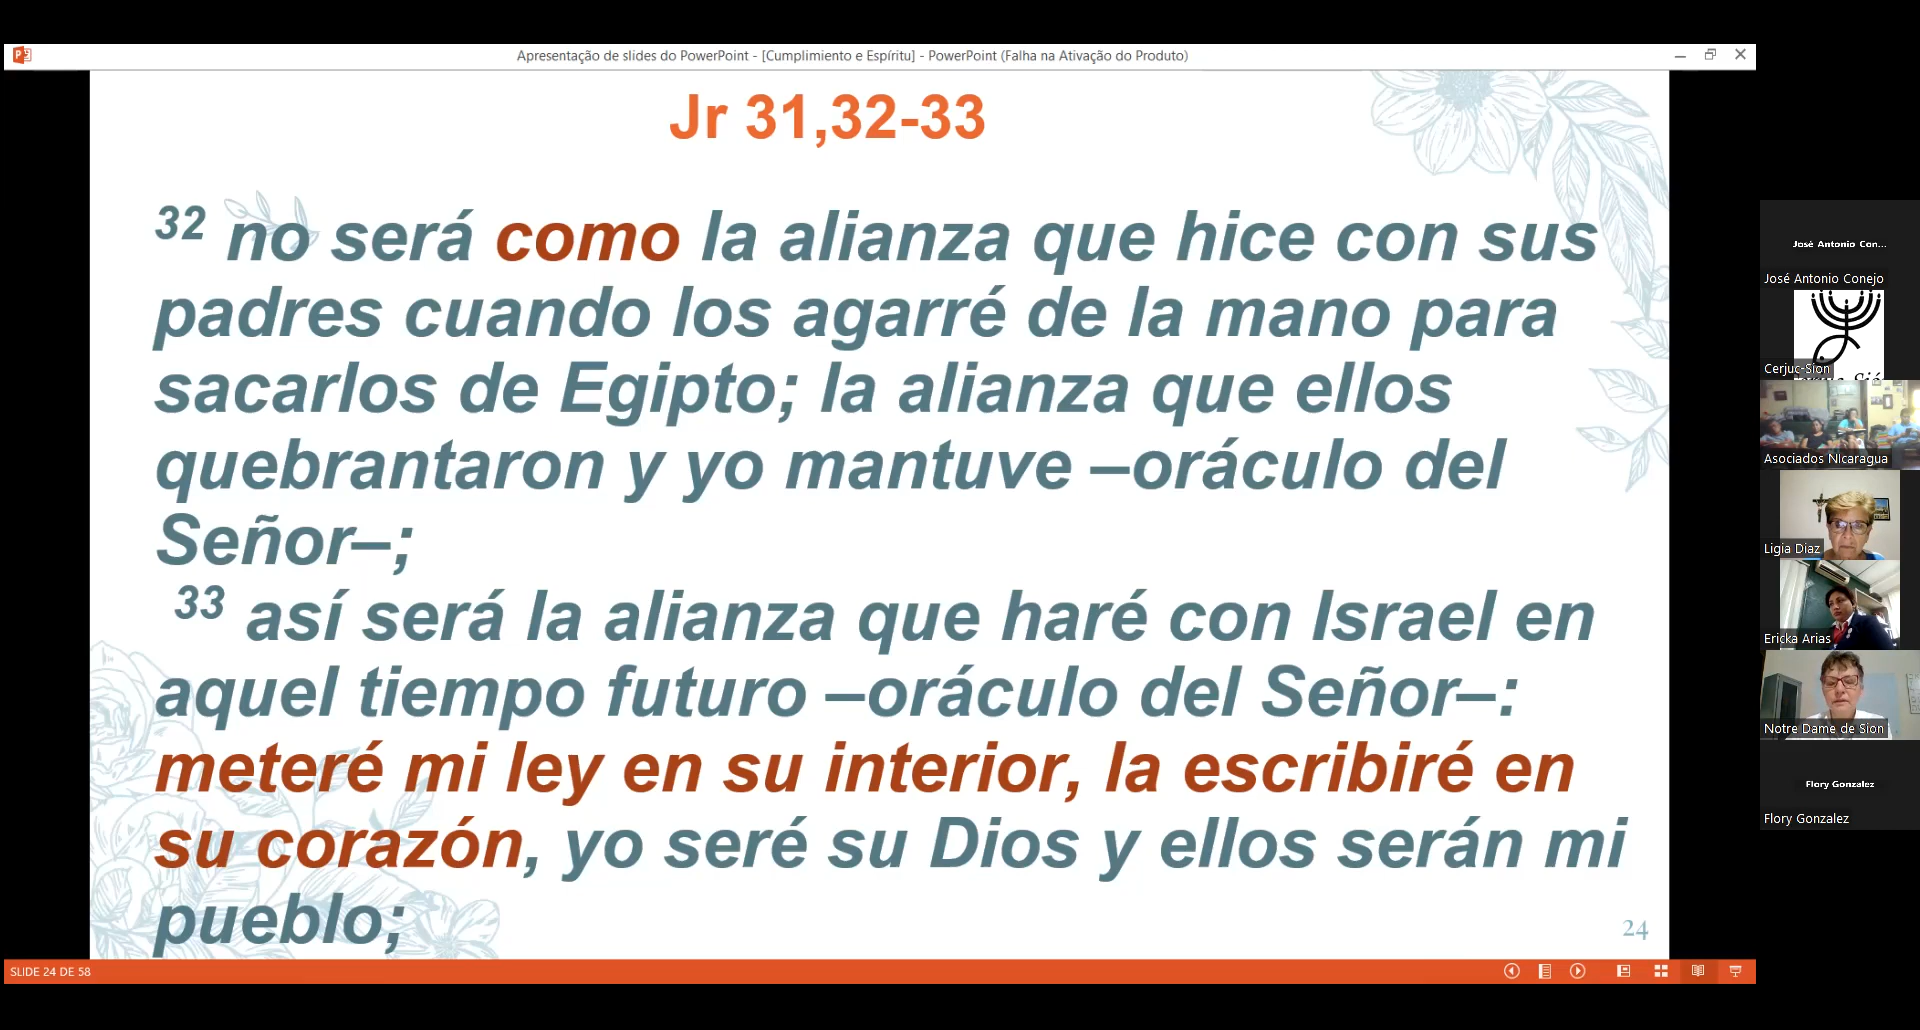 Apresentação de slides do PowerPoint - [Cumplimiento e Espíritu] - PowerPoint (Falha na Ativação do Produto)
Jr 31,32-33
32 no será como la alianza que hice con sus
padres cuando los agarré de la mano para
sacarlos de Egipto; la alianza que ellos
quebrantaron y yo mantuve –oráculo del
Señor–;
33 así será la alianza que haré con Israel en
aquel tiempo futuro –oráculo del Señor–:
meteré mi ley en su interior, la escribiré en
su corazón, yo seré su Dios y ellos serán mi
pueblo;
24
SLIDE 24 DE 58
José Antonio Con...
José Antonio Conejo
Cerjuc-Sion
Asociados NIcaragua
Ligia Diaz
Ericka Arias
Notre Dame de Sion
Flory Gonzalez
Flory Gonzalez